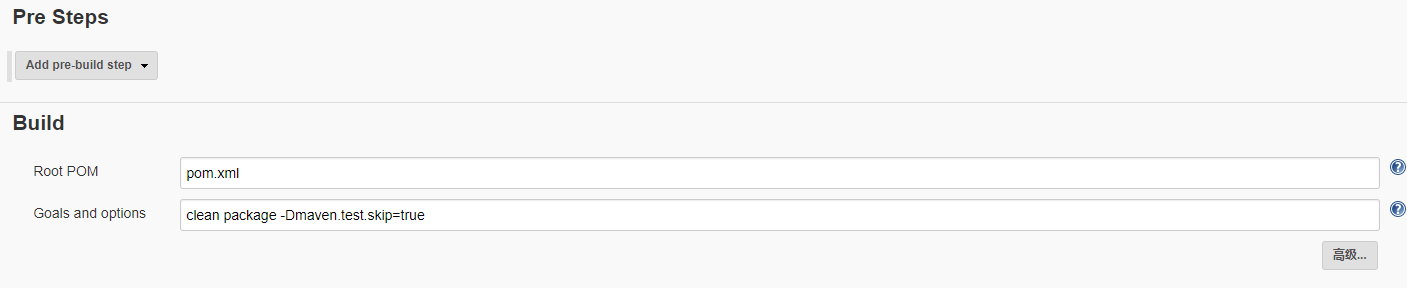 Pre Steps
Add pre-build step
Build
Root POM
pom.xml
?
Goals and options
clean package -Dmaven.test.skip=true
?
高级...